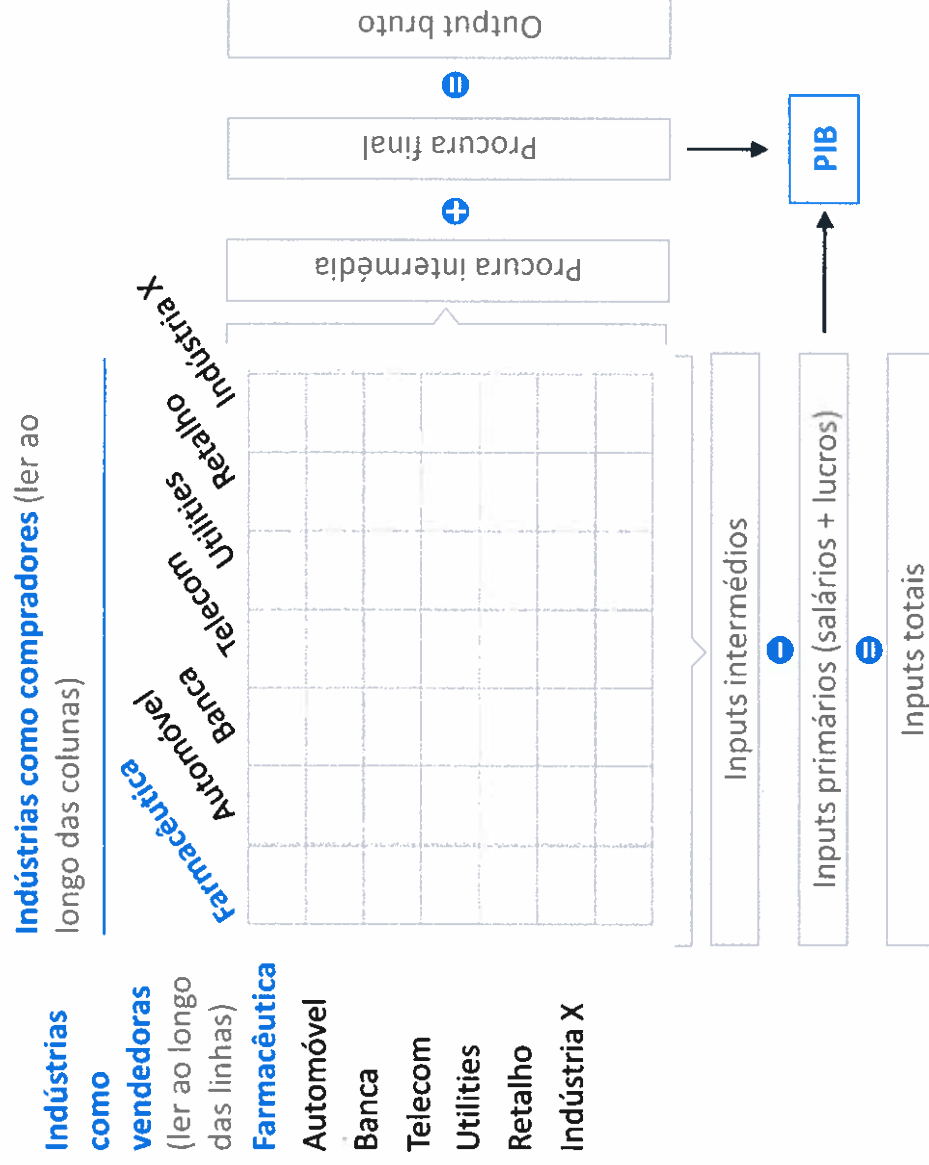 Indústrias como compradores (ler ao
longo das colunas)
Indústrias
como
vendedoras
(ler ao longo
das linhas)
Farmacêutica
Automóvel
Banca
Telecom
Utilities
Retalho
Indústria X
Farmacêutica
Automóvel
Banca
Telecom
Utilities
Retalho
Indústria X
Procura intermédia
+
Procura final
=
Output bruto
Inputs intermédios
-
Inputs primários (salários + lucros)
=
Inputs totais
PIB